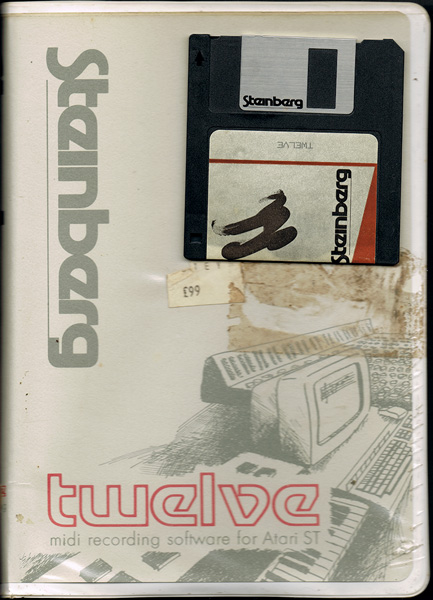 Steinberg
Steinberg
TWELVE
Steinberg
£99
twelve
midi recording software for Atari ST